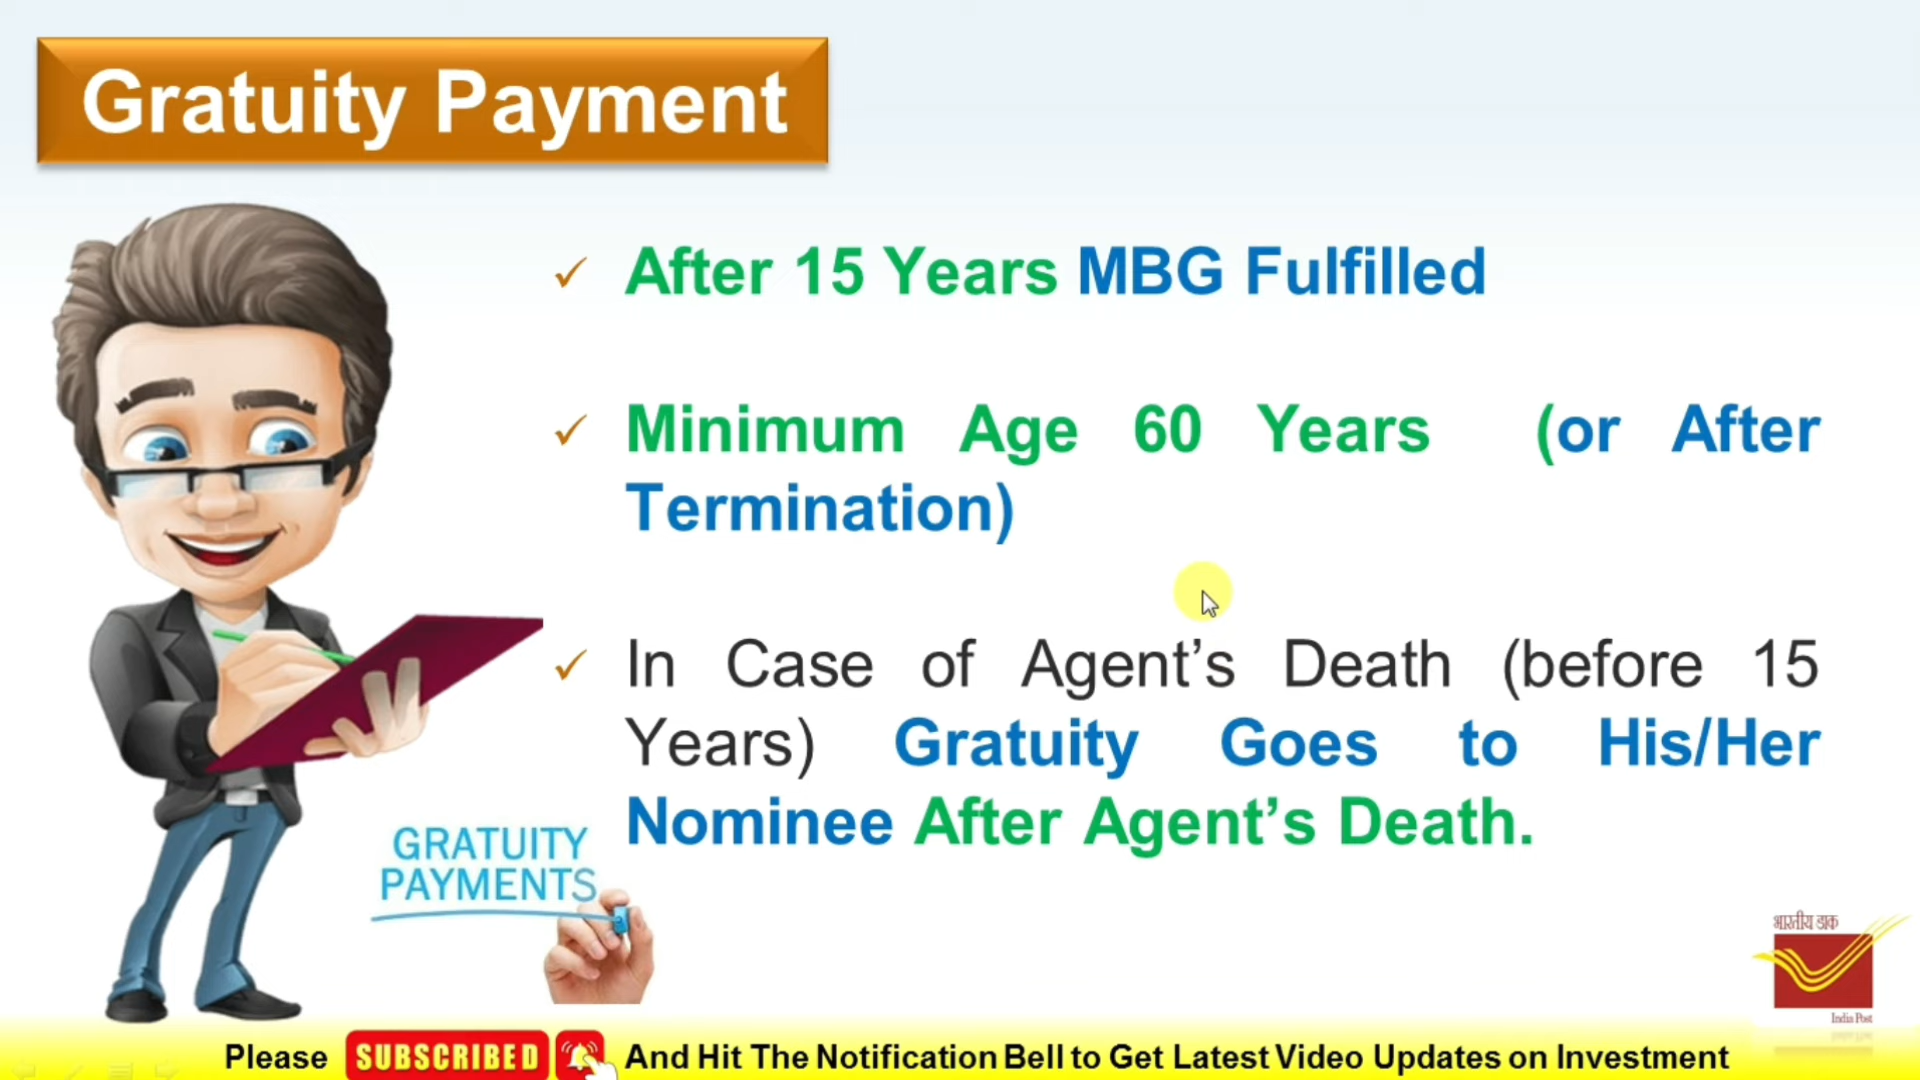 Gratuity Payment
After 15 Years MBG Fulfilled
Minimum Age 60 Years (or After
Termination)
In Case of Agent’s Death (before 15
Years) Gratuity Goes to His/Her
Nominee After Agent’s Death.
GRATUITY
PAYMENTS
भारतीय डाक
India Post
Please SUBSCRIBED And Hit The Notification Bell to Get Latest Video Updates on Investment